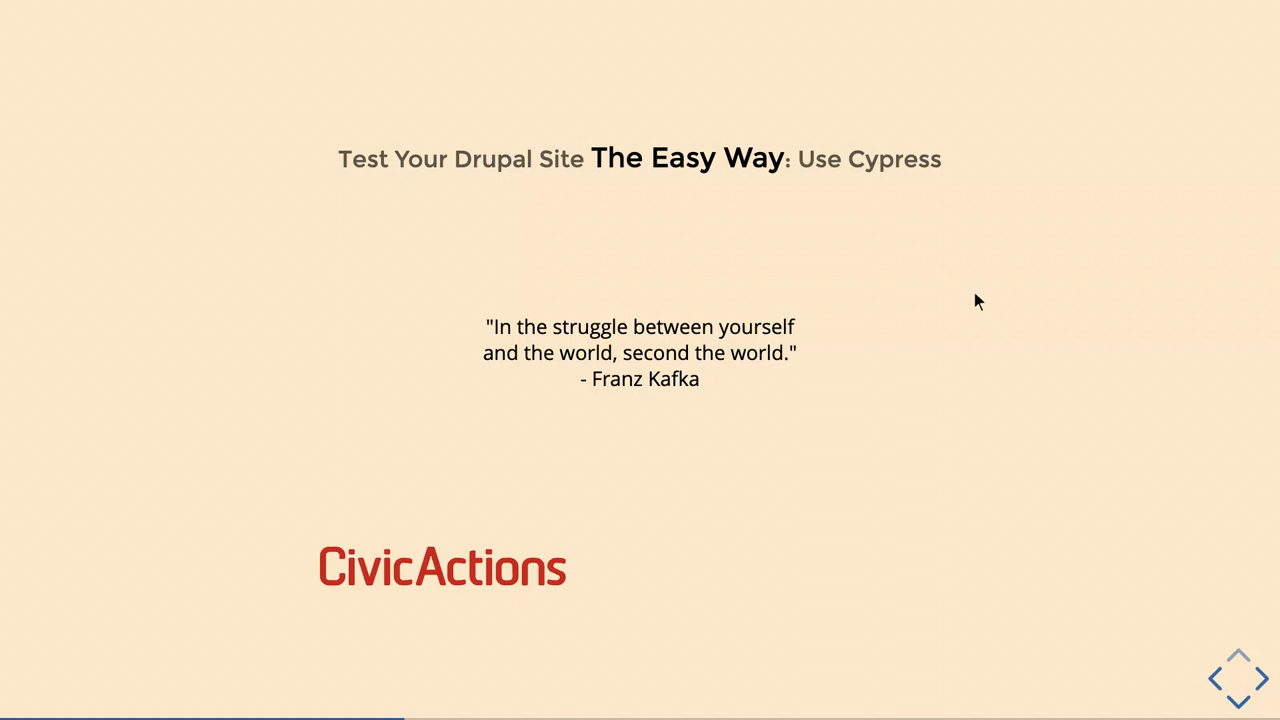 Test Your Drupal Site The Easy Way: Use Cypress
"In the struggle between yourself
and the world, second the world."
- Franz Kafka
CivicActions